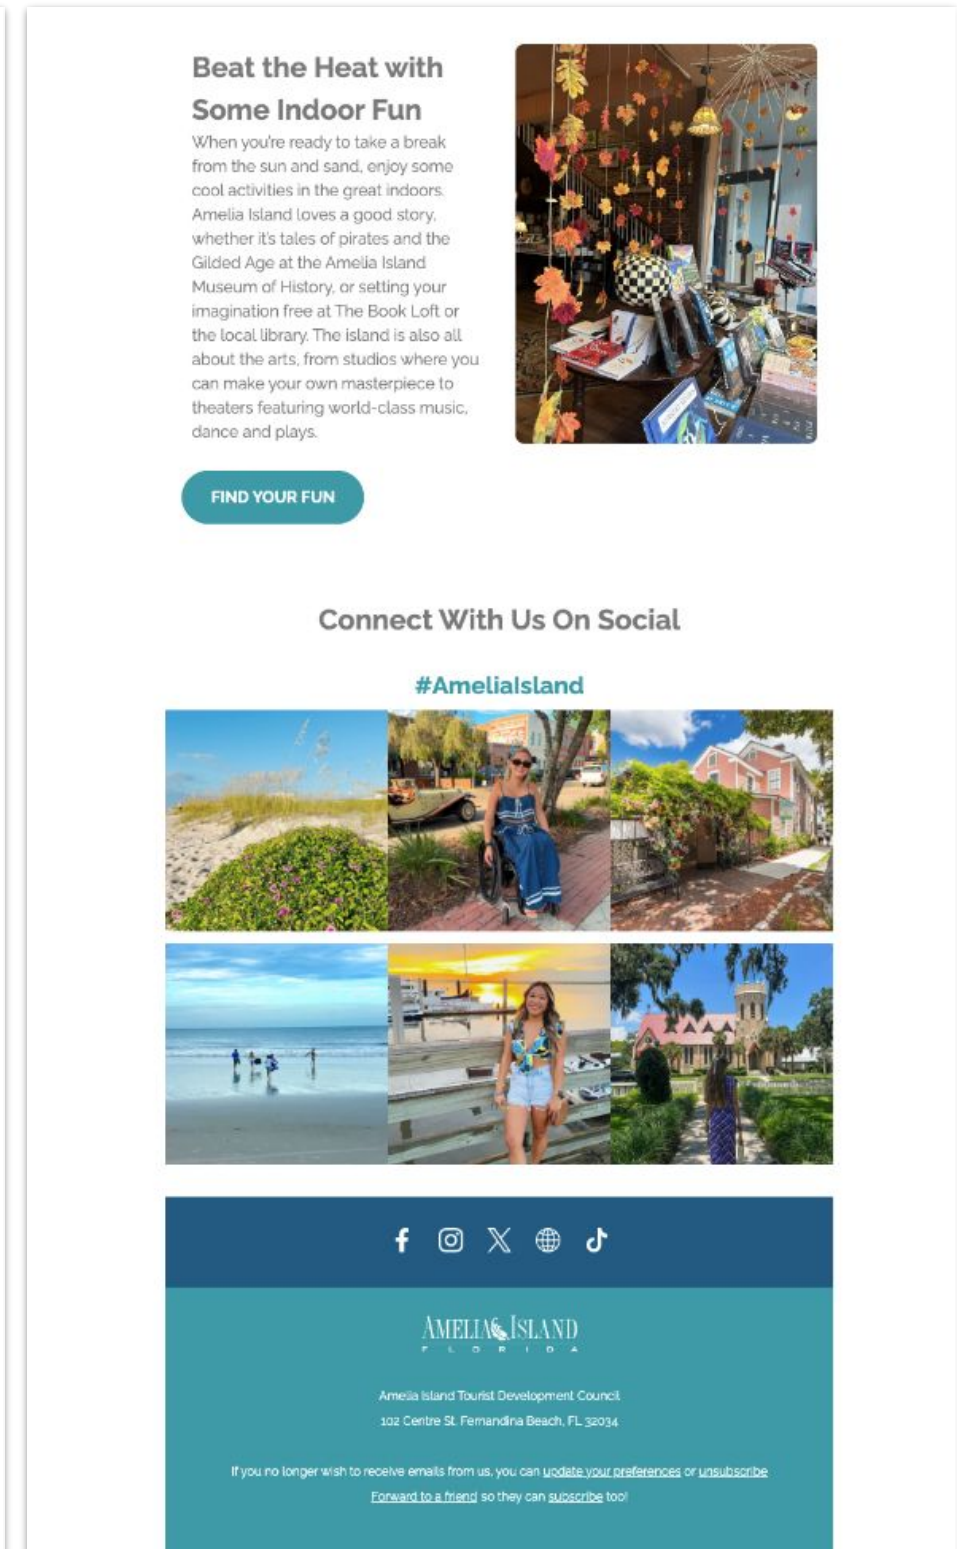 Beat the Heat with
Some Indoor Fun
When you're ready to take a break
from the sun and sand, enjoy some
cool activities in the great indoors.
Amelia Island loves a good story,
whether it's tales of pirates and the
Gilded Age at the Amelia Island
Museum of History, or setting your
imagination free at The Book Loft or
the local library. The island is also all
about the arts, from studios where you
can make your own masterpiece to
theaters featuring world-class music,
dance and plays.
FIND YOUR FUN
Connect With Us On Social
#AmeliaIsland
AMELIA ISLAND
FLORIDA
Amelia Island Tourist Development Council
102 Centre St. Fernandina Beach, FL 32034
If you no longer wish to receive emails from us, you can update your preferences or unsubscribe
Forward to a friend so they can subscribe too!